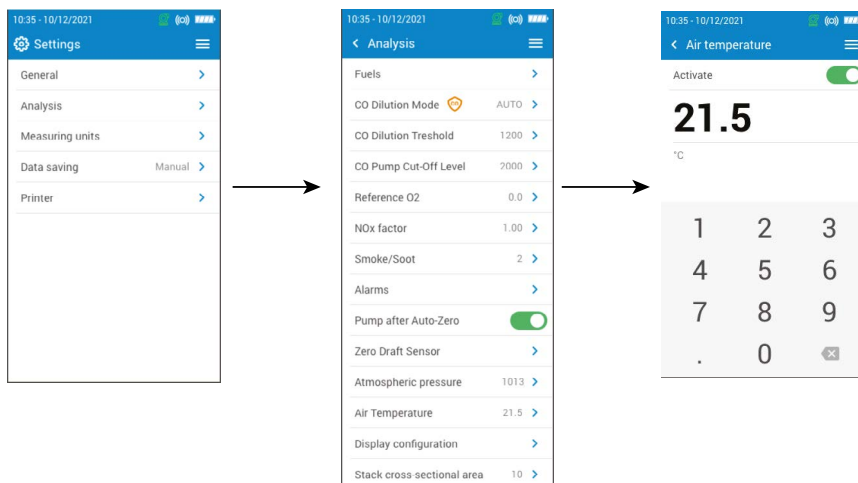 10:35 - 10/12/2021
Settings
General
Analysis
Measuring units
Data saving Manual
Printer
10:35 - 10/12/2021
Analysis
Fuels
CO Dilution Mode CO AUTO
CO Dilution Treshold 1200
CO Pump Cut-Off Level 2000
Reference O2 0.0
NOx factor 1.00
Smoke/Soot 2
Alarms
Pump after Auto-Zero
Zero Draft Sensor
Atmospheric pressure 1013
Air Temperature 21.5
Display configuration
Stack cross-sectional area 10
10:35 - 10/12/2021
Air temperature
Activate
21.5
°C
1 2 3
4 5 6
7 8 9
. 0